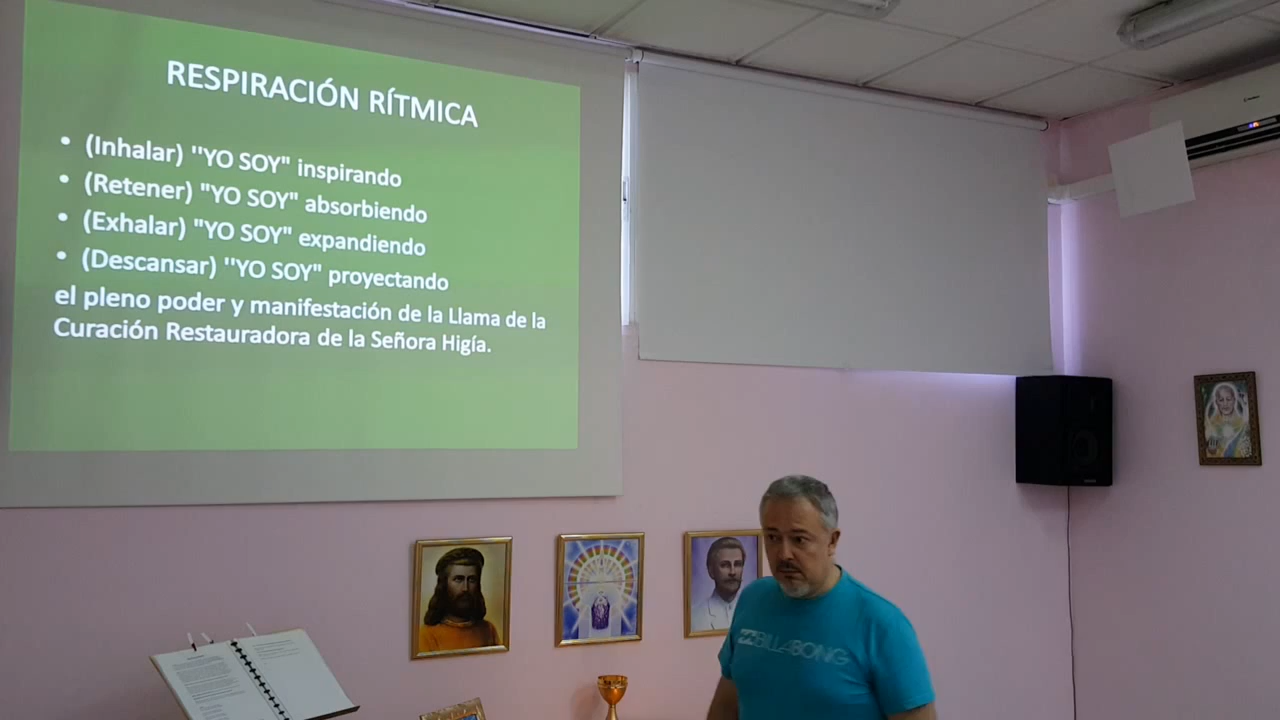 RESPIRACIÓN RÍTMICA
• (Inhalar) ''YO SOY" inspirando
• (Retener) "YO SOY" absorbiendo
• (Exhalar) "YO SOY" expandiendo
• (Descansar) ''YO SOY" proyectando
el pleno poder y manifestación de la Llama de la
Curación Restauradora de la Señora Higía.
BILLABONG